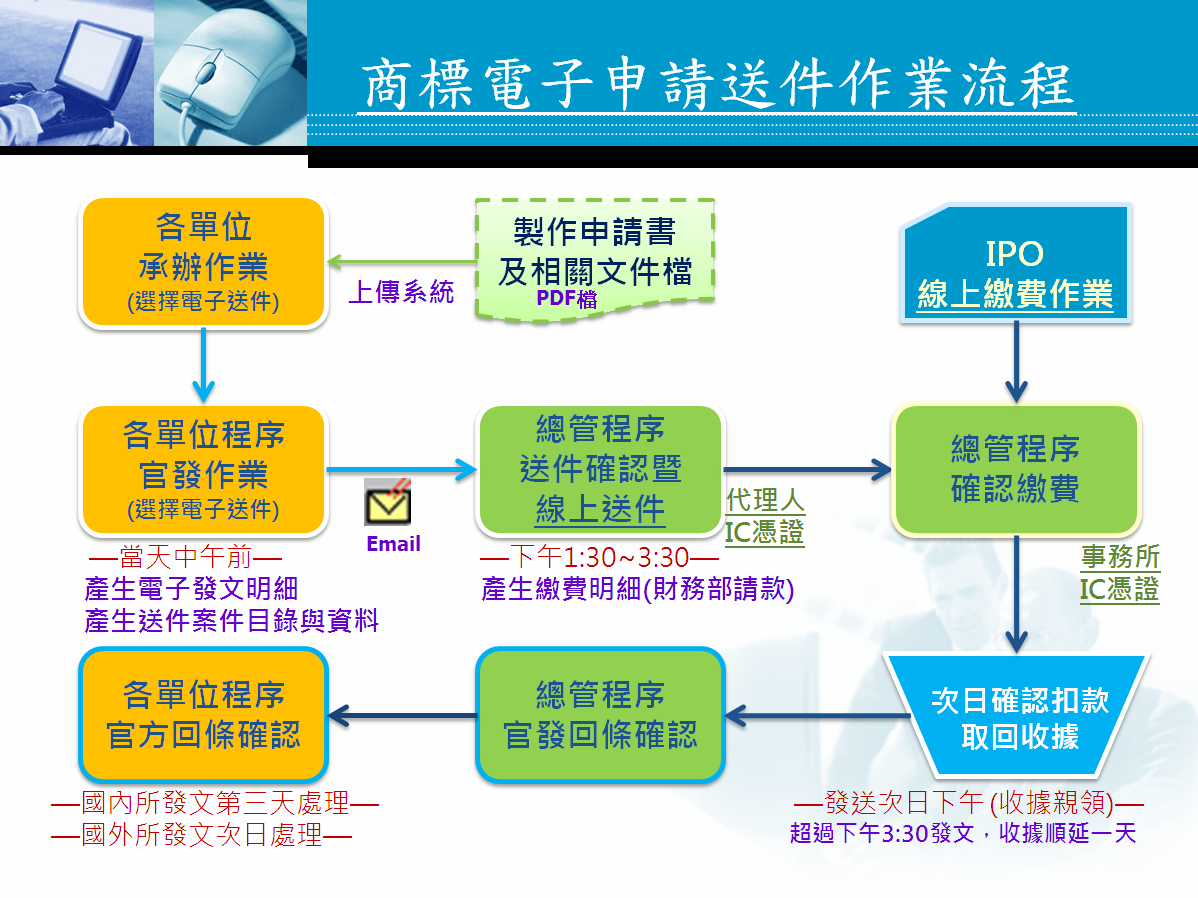 商標電子申請送件作業流程
各單位
承辦作業
(選擇電子送件)
上傳系統
製作申請書
及相關文件檔
PDF檔
IPO
線上繳費作業
各單位程序
官發作業
(選擇電子送件)
Email
總管程序
送件確認暨
線上送件
代理人
IC憑證
總管程序
確認繳費
—當天中午前—
產生電子發文明細
產生送件案件目錄與資料
—下午1:30~3:30—
產生繳費明細(財務部請款)
事務所
IC憑證
各單位程序
官方回條確認
總管程序
官發回條確認
次日確認扣款
取回收據
—國內所發文第三天處理—
—國外所發文次日處理—
—發送次日下午 (收據親領)—
超過下午3:30發文，收據順延一天